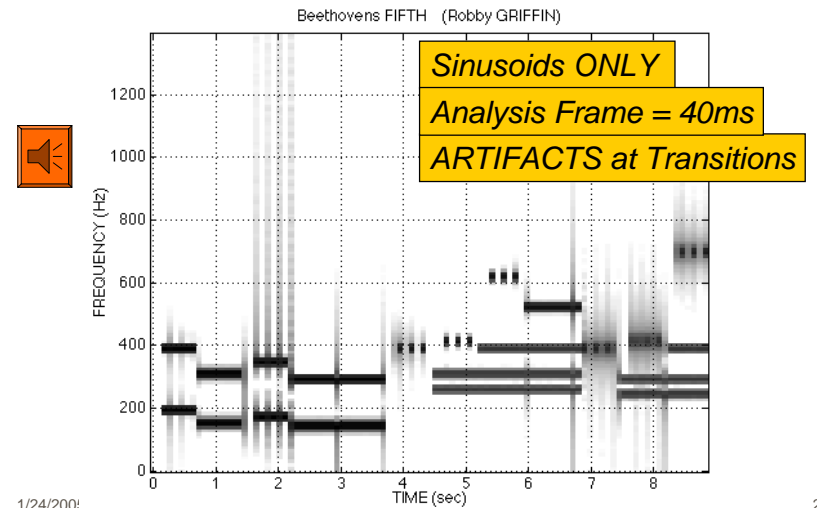 Beethovens FIFTH (Robby GRIFFIN)
Sinusoids ONLY
Analysis Frame = 40ms
ARTIFACTS at Transitions
1200
1000
800
600
400
200
0
FREQUENCY (Hz)
0 1 2 3 4 5 6 7 8
TIME (sec)
1/24/200
2